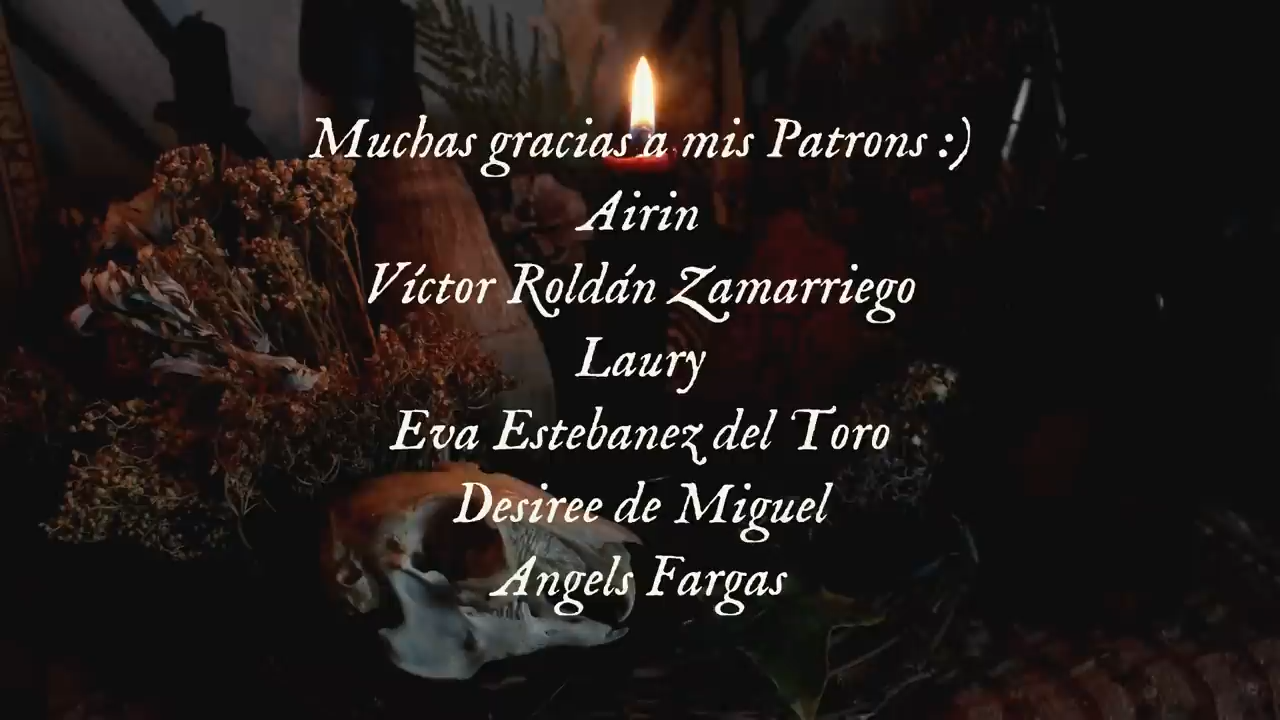 Muchas gracias a mis Patrons :)
Airin
Víctor Roldán Zamarriego
Laury
Eva Estebanez del Toro
Desiree de Miguel
Angels Fargas